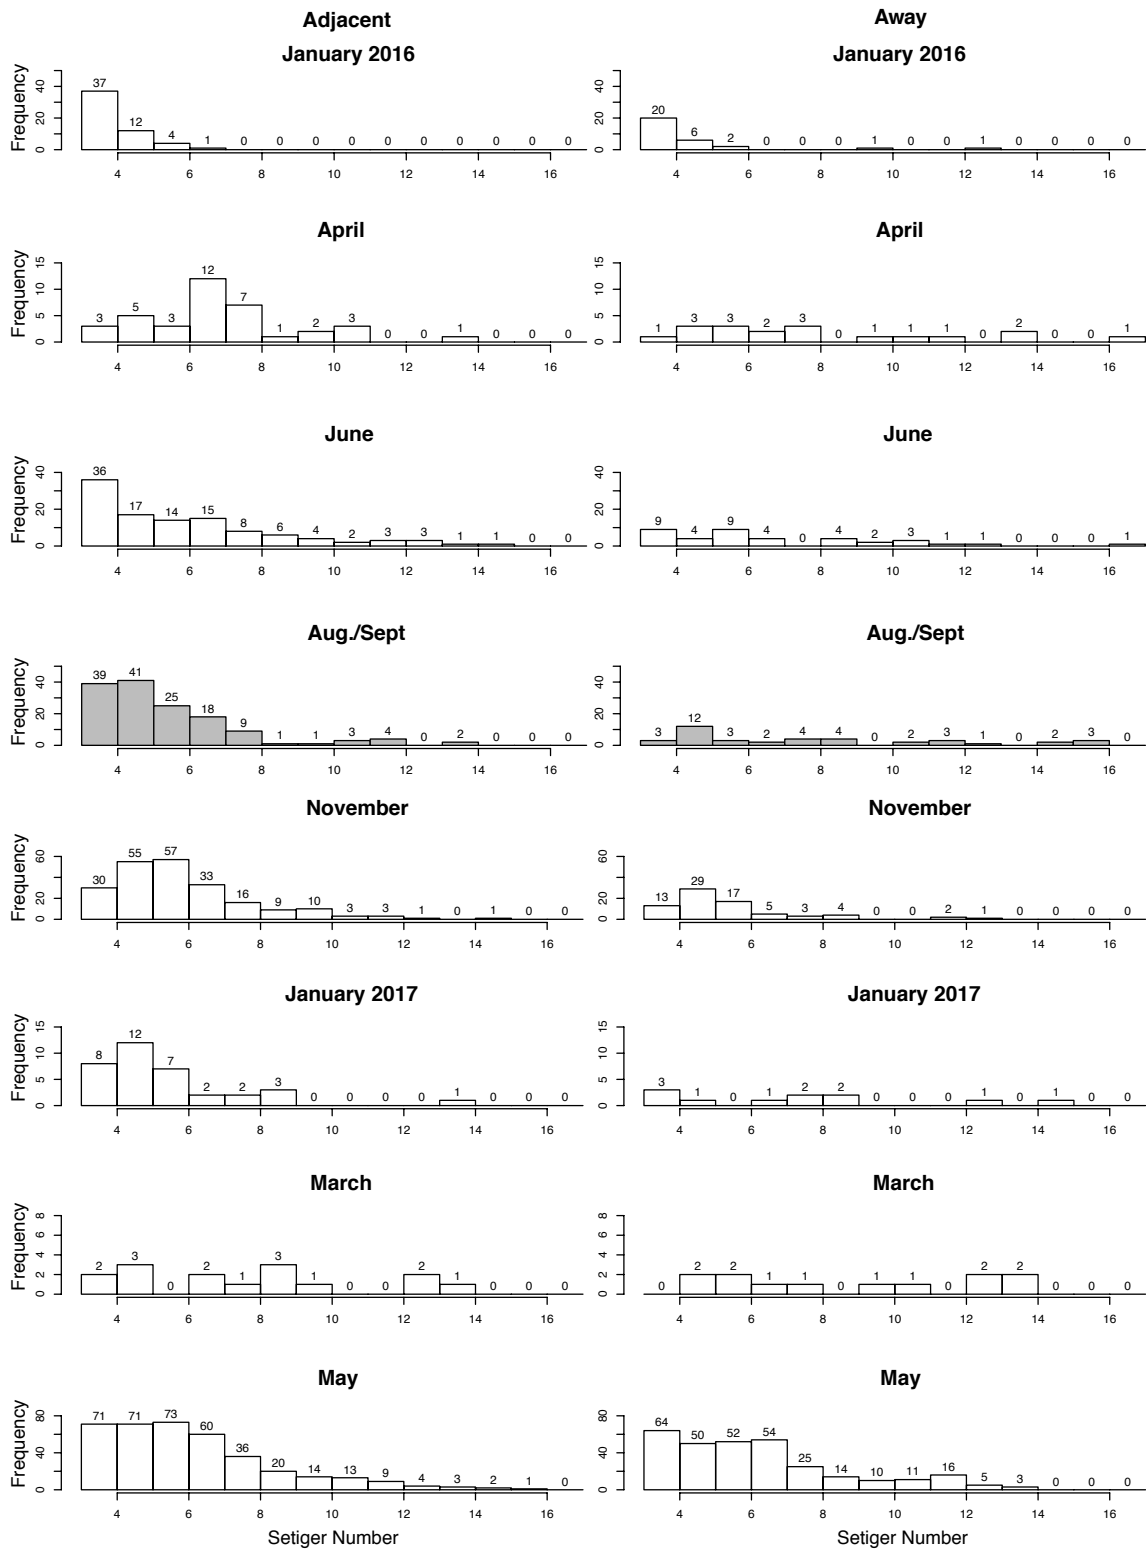 Adjacent Away
January 2016 January 2016
Frequency
0 20 40
37 12 4 1 0 0 0 0 0 0 0 0 0 0
4 6 8 10 12 14 16
0 20 40
20 6 2 0 0 0 1 0 0 1 0 0 0 0
4 6 8 10 12 14 16
April April
Frequency
0 5 10 15
3 5 3 12 7 1 2 3 0 0 1 0 0 0
4 6 8 10 12 14 16
0 5 10 15
1 3 3 2 3 0 1 1 1 0 2 0 0 1
4 6 8 10 12 14 16
June June
Frequency
0 20 40
36 17 14 15 8 6 4 2 3 3 1 1 0 0
4 6 8 10 12 14 16
0 20 40
9 4 9 4 0 4 2 3 1 1 0 0 0 1
4 6 8 10 12 14 16
Aug./Sept Aug./Sept
Frequency
0 20 40
39 41 25 18 9 1 1 3 4 0 2 0 0 0
4 6 8 10 12 14 16
0 20 40
3 12 3 2 4 4 0 2 3 1 0 2 3 0
4 6 8 10 12 14 16
November November
Frequency
0 20 60
30 55 57 33 16 9 10 3 3 1 0 1 0 0
4 6 8 10 12 14 16
0 20 60
13 29 17 5 3 4 0 0 2 1 0 0 0 0
4 6 8 10 12 14 16
January 2017 January 2017
Frequency
0 5 10 15
8 12 7 2 2 3 0 0 0 0 1 0 0 0
4 6 8 10 12 14 16
0 5 10 15
3 1 0 1 2 2 0 0 0 1 0 1 0 0
4 6 8 10 12 14 16
March March
Frequency
0 2 4 6 8
2 3 0 2 1 3 1 0 0 2 1 0 0 0
4 6 8 10 12 14 16
0 2 4 6 8
0 2 2 1 1 0 1 1 0 2 2 0 0 0
4 6 8 10 12 14 16
May May
Frequency
0 40 80
71 71 73 60 36 20 14 13 9 4 3 2 1 0
4 6 8 10 12 14 16
0 40 80
64 50 52 54 25 14 10 11 16 5 3 0 0 0
4 6 8 10 12 14 16
Setiger Number Setiger Number